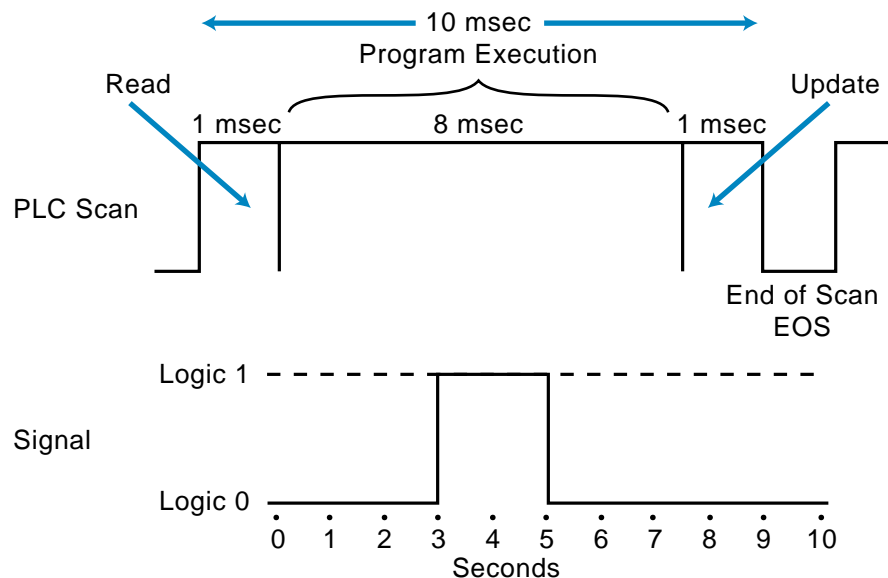 10 msec
Program Execution
Read
Update
1 msec
8 msec
1 msec
PLC Scan
End of Scan
EOS
Logic 1
Signal
Logic 0
0 1 2 3 4 5 6 7 8 9 10
Seconds